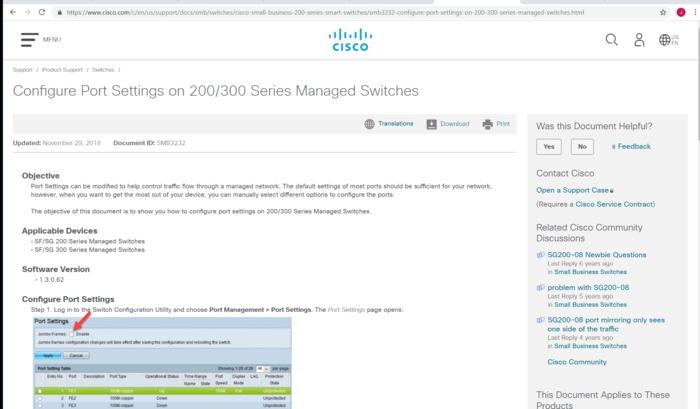 https://www.cisco.com/c/en/us/support/docs/smb/switches/cisco-small-business-200-series-smart-switches/smb3232-configure-port-settings-on-200-300-series-managed-switches.html
J
MENU
CISCO
US
EN
Support / Product Support / Switches /
Configure Port Settings on 200/300 Series Managed Switches
Translations Download Print
Updated: November 29, 2018 Document ID: SMB3232
Objective
Port Settings can be modified to help control traffic flow through a managed network. The default settings of most ports should be sufficient for your network,
however, when you want to get the most out of your device, you can manually select different options to configure the ports.
The objective of this document is to show you how to configure port settings on 200/300 Series Managed Switches.
Applicable Devices
- SF/SG 200 Series Managed Switches
- SF/SG 300 Series Managed Switches
Software Version
- 1.3.0.62
Configure Port Settings
Step 1. Log in to the Switch Configuration Utility and choose Port Management > Port Settings. The Port Settings page opens:
Port Settings
Jumbo Frames: Enable
Jumbo frames configuration changes will take effect after saving the configuration and rebooting the switch.
Apply Cancel
Port Setting Table Showing 1-28 of 28 All per page
Entry No. Port Description Port Type Operational Status Time Range Port Duplex LAG Protection
Name State Speed Mode State
1 FE1 100M-copper Up 100M Full Unprotected
2 FE2 100M-copper Down Unprotected
3 FE3 100M-copper Down Unprotected
Was this Document Helpful?
Yes No Feedback
Contact Cisco
Open a Support Case
(Requires a Cisco Service Contract)
Related Cisco Community
Discussions
SG200-08 Newbie Questions
Last Reply 6 years ago
in Small Business Switches
problem with SG200-08
Last Reply 5 years ago
in Small Business Switches
SG200-08 port mirroring only sees
one side of the traffic
Last Reply 4 years ago
in Small Business Switches
Cisco Community
This Document Applies to These
Products